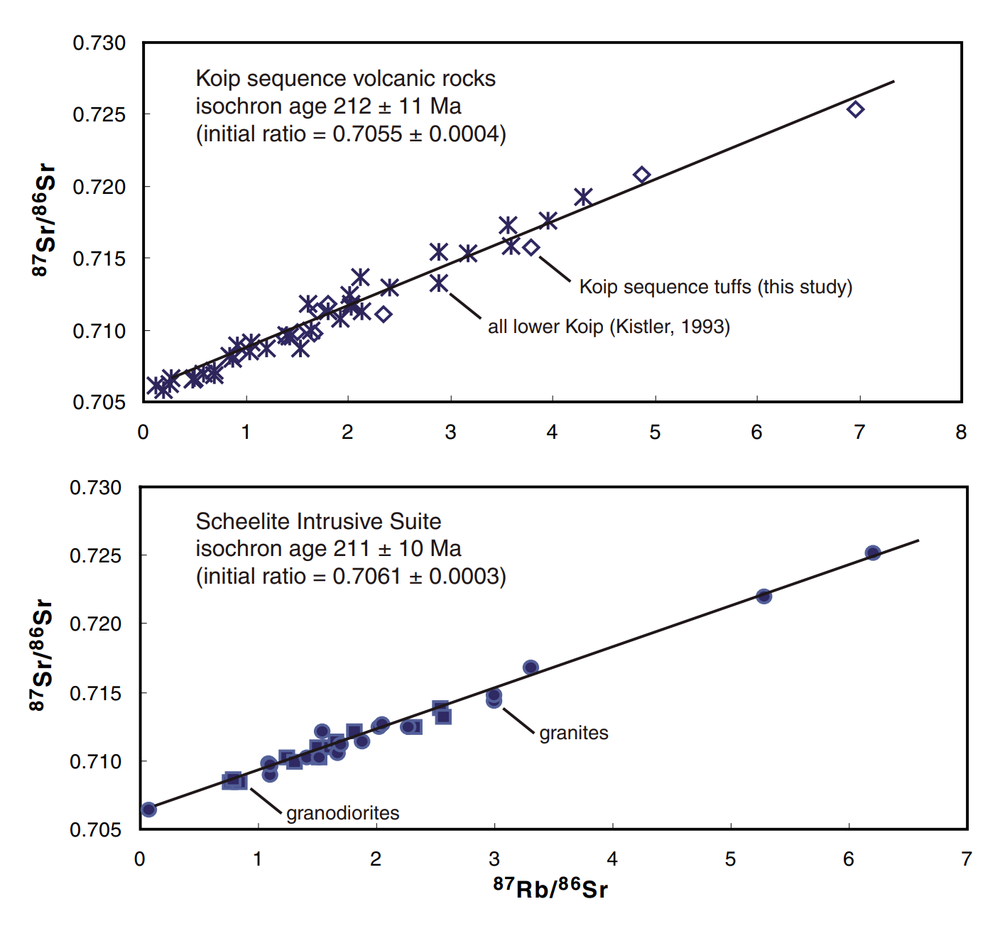 0.730
Koip sequence volcanic rocks
isochron age 212 ± 11 Ma
(initial ratio = 0.7055 ± 0.0004)
0.725
0.720
0.715
0.710
0.705
87Sr/86Sr
Koip sequence tuffs (this study)
all lower Koip (Kistler, 1993)
0 1 2 3 4 5 6 7 8
0.730
Scheelite Intrusive Suite
isochron age 211 ± 10 Ma
(initial ratio = 0.7061 ± 0.0003)
0.725
0.720
0.715
0.710
0.705
87Sr/86Sr
granites
granodiorites
0 1 2 3 4 5 6 7
87Rb/86Sr